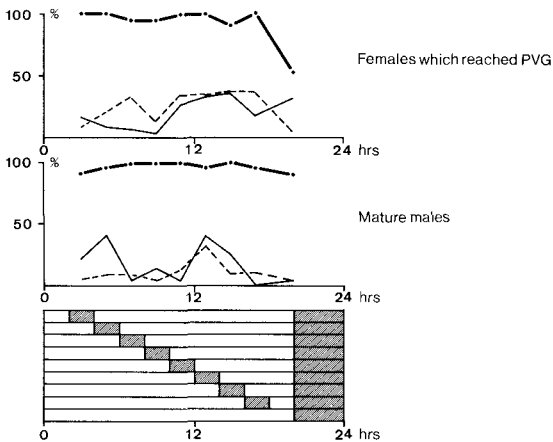 100 %
Females which reached PVG
50
0 12 24 hrs
100 %
50
Mature males
0 12 24 hrs
0 12 24 hrs